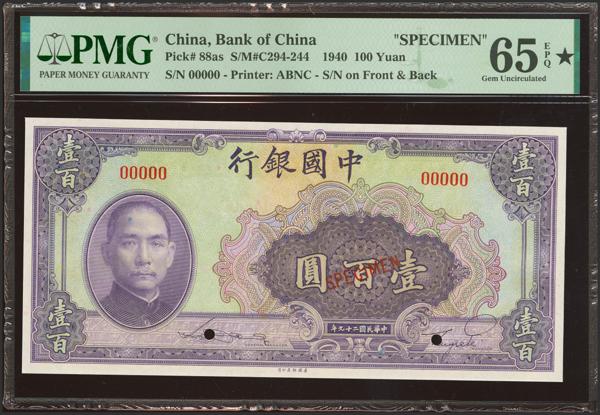 PMG
PAPER MONEY GUARANTY
China, Bank of China "SPECIMEN"
Pick# 88as S/M#C294-244 1940 100 Yuan
S/N 00000 - Printer: ABNC - S/N on Front & Back
65 EPQ ★
Gem Uncirculated
壹百
壹百
行銀國中
00000
00000
圓百壹
SPECIMEN
壹百
壹百
印年九十二國民華中